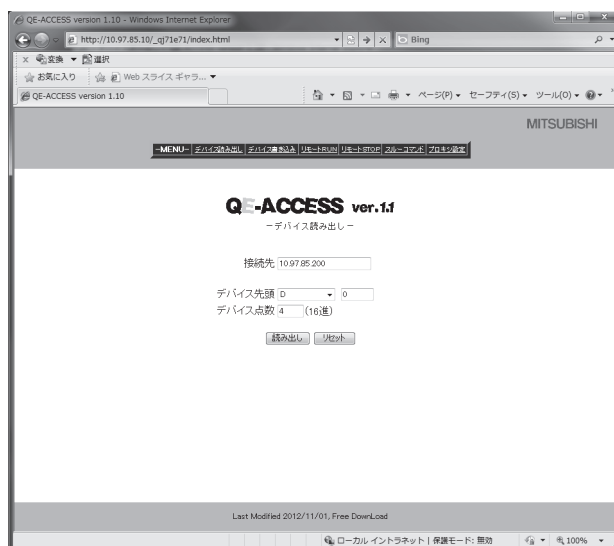 QE-ACCESS version 1.10 - Windows Internet Explorer
http://10.97.85.10/_qj71e71/index.html
Bing
x 変換 ▼ 選択
お気に入り Web スライス ギャラ... ▼
QE-ACCESS version 1.10 ページ(P) ▼ セーフティ(S) ▼ ツール(O) ▼
MITSUBISHI
-MENU- | デバイス読み出し | デバイス書き込み | リモートRUN | リモートSTOP | スルーコマンド | プロキシ設定 |
QE-ACCESS ver.1.1
－デバイス読み出し－
接続先 10.97.85.200
デバイス先頭 D 0
デバイス点数 4 (16進)
読み出し リセット
Last Modified 2012/11/01, Free DownLoad
ローカル イントラネット | 保護モード: 無効 100%